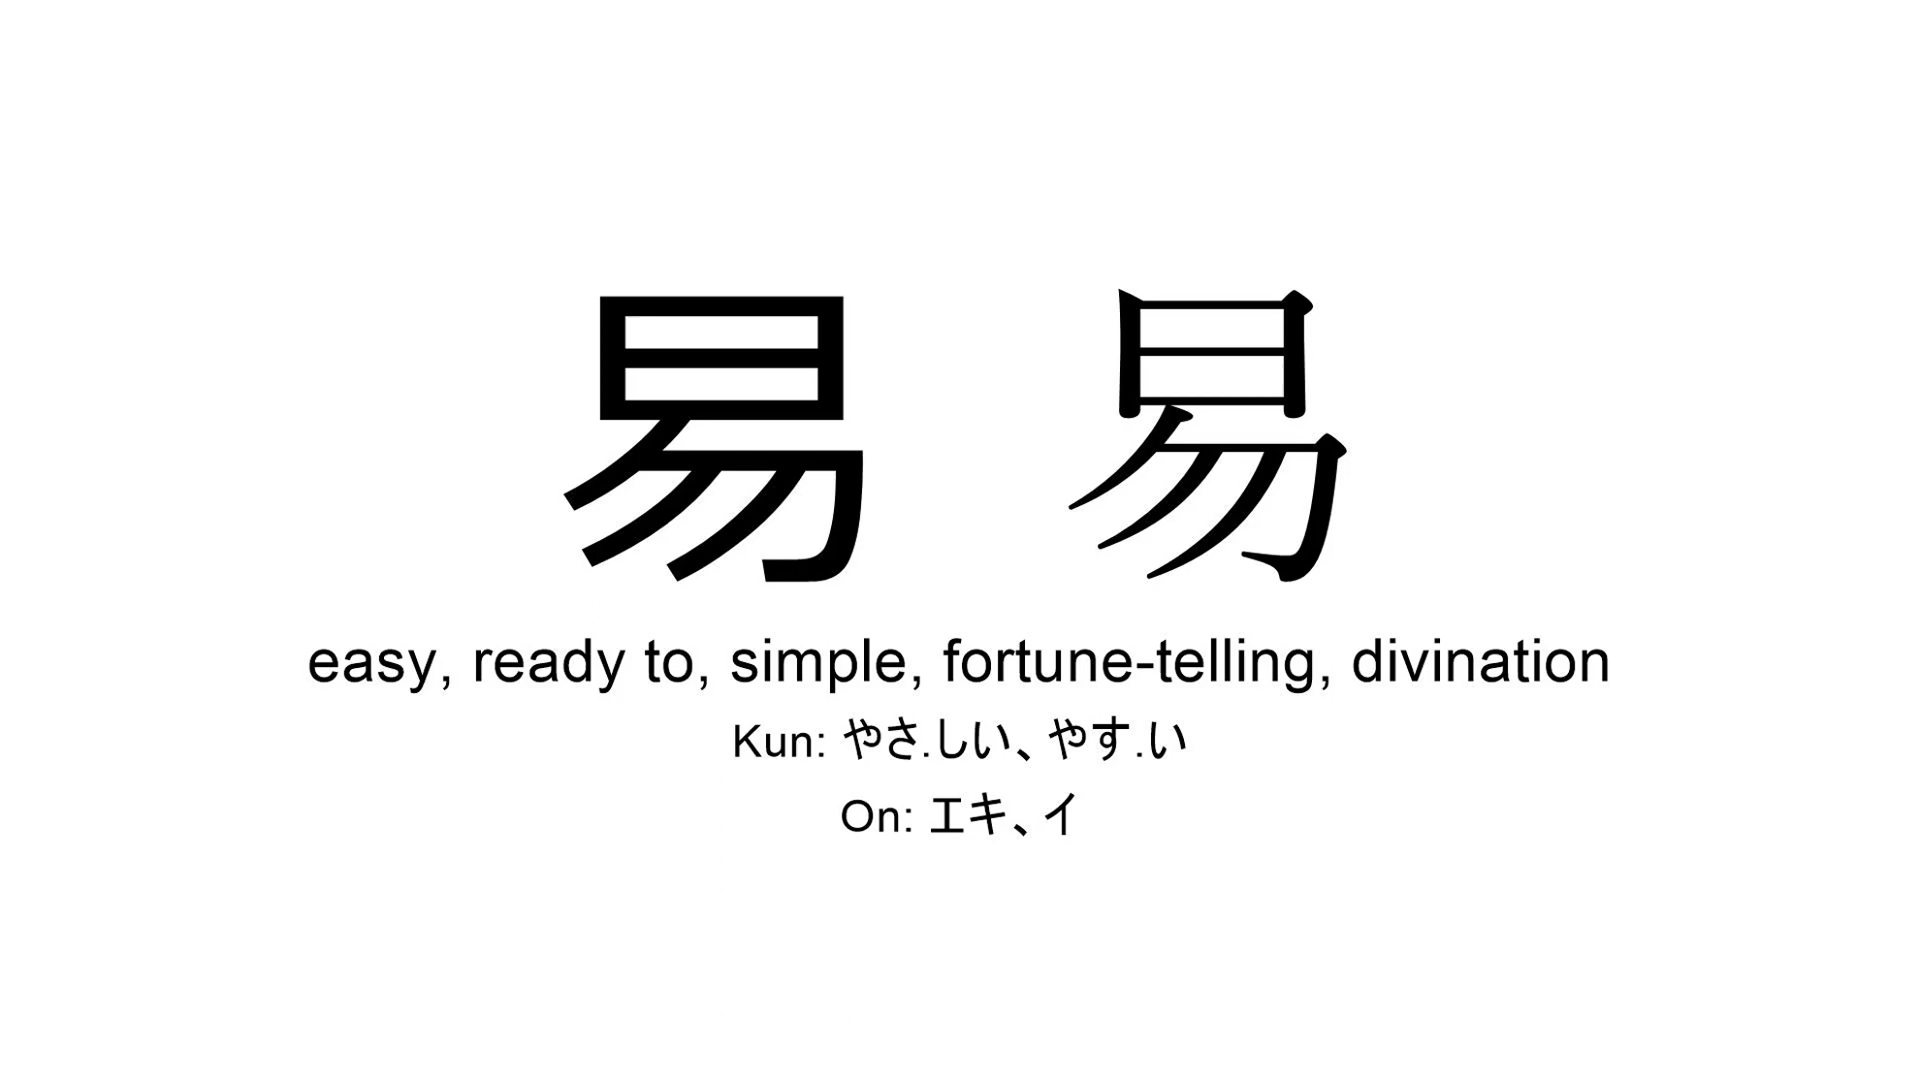 易 易
easy, ready to, simple, fortune-telling, divination
Kun: やさ.しい、やす.い
On: エキ、イ